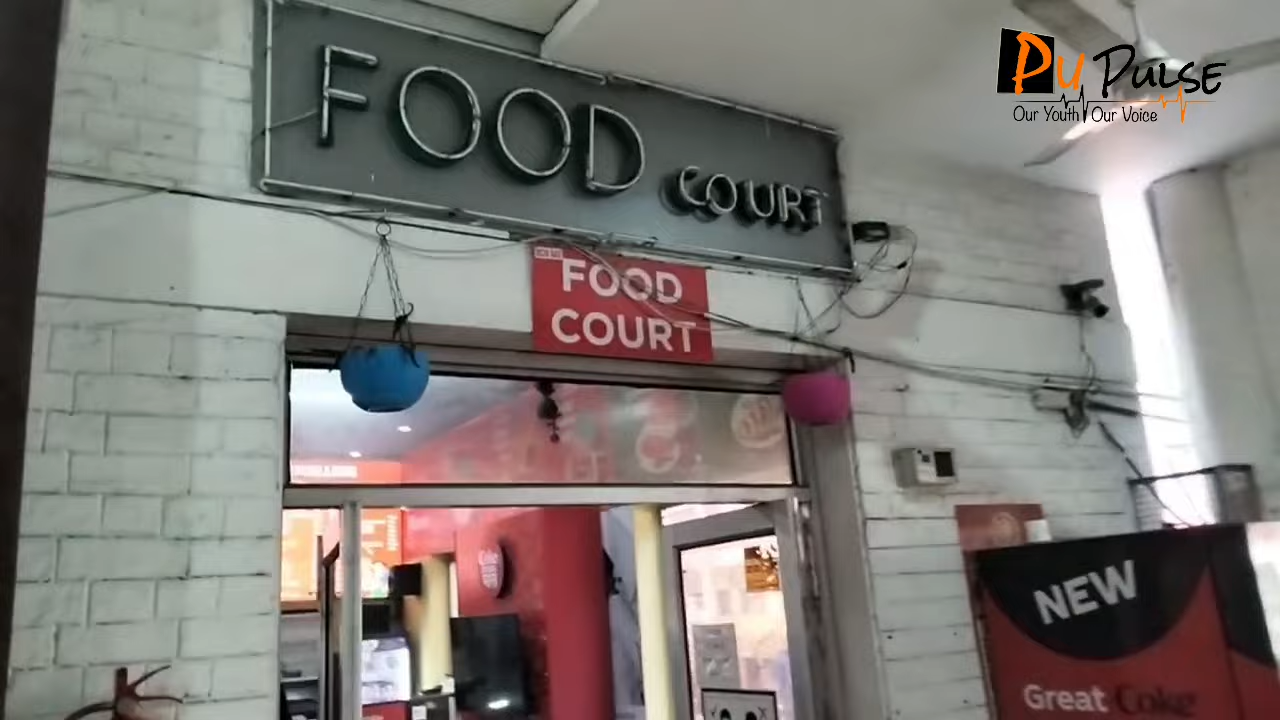 FOOD COURT
PU PULSE
Our Youth Our Voice
FOOD
COURT
NEW
Great Coke